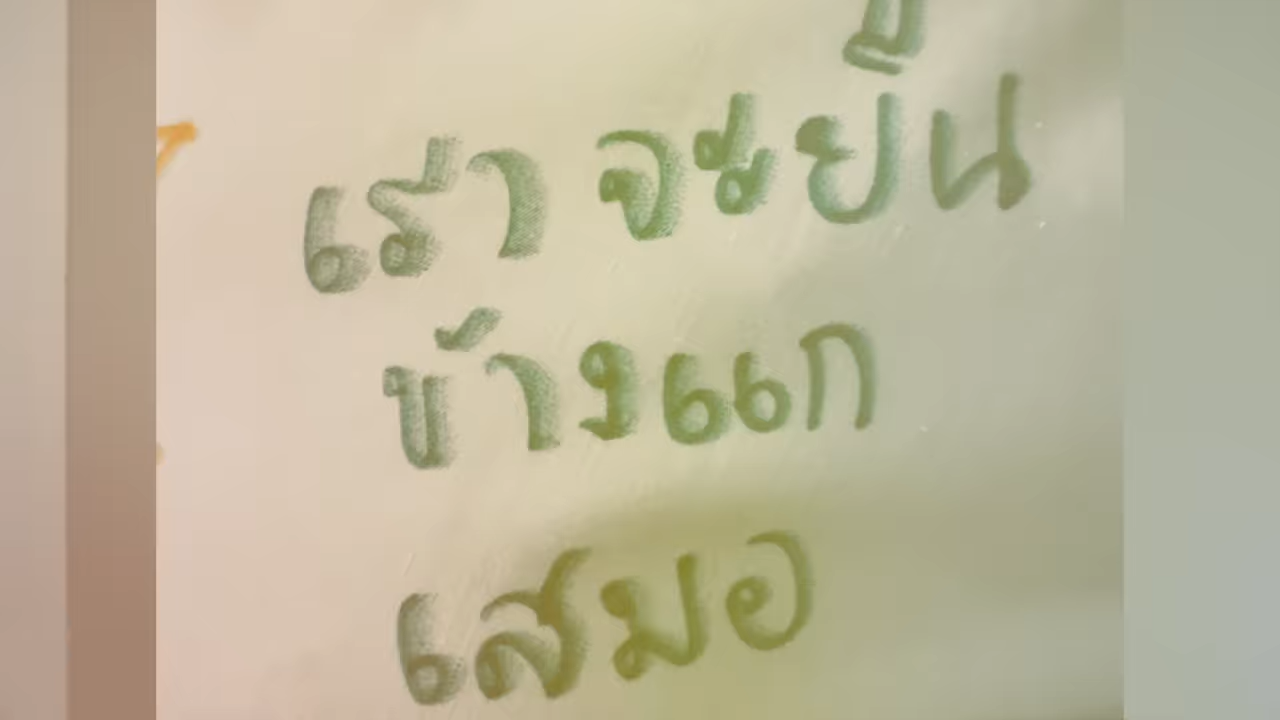 เราจะยืน
ข้างแก
เสมอ